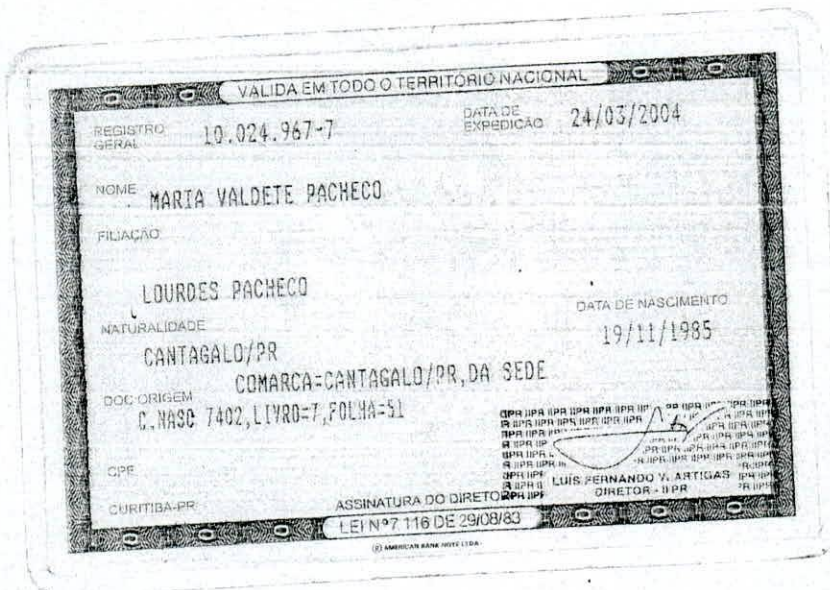 VALIDA EM TODO O TERRITÓRIO NACIONAL
REGISTRO GERAL 10.024.967-7 DATA DE EXPEDIÇÃO 24/03/2004
NOME MARIA VALDETE PACHECO
FILIAÇÃO
LOURDES PACHECO
NATURALIDADE DATA DE NASCIMENTO
CANTAGALO/PR 19/11/1985
COMARCA=CANTAGALO/PR,DA SEDE
DOC ORIGEM
C.NASC 7402,LIVRO=7,FOLHA=51
CPF
LUÍS FERNANDO V. ARTIGAS
DIRETOR - IIPR
CURITIBA-PR ASSINATURA DO DIRETOR
LEI Nº 7.116 DE 29/08/83
AMERICAN BANK NOTE LTDA